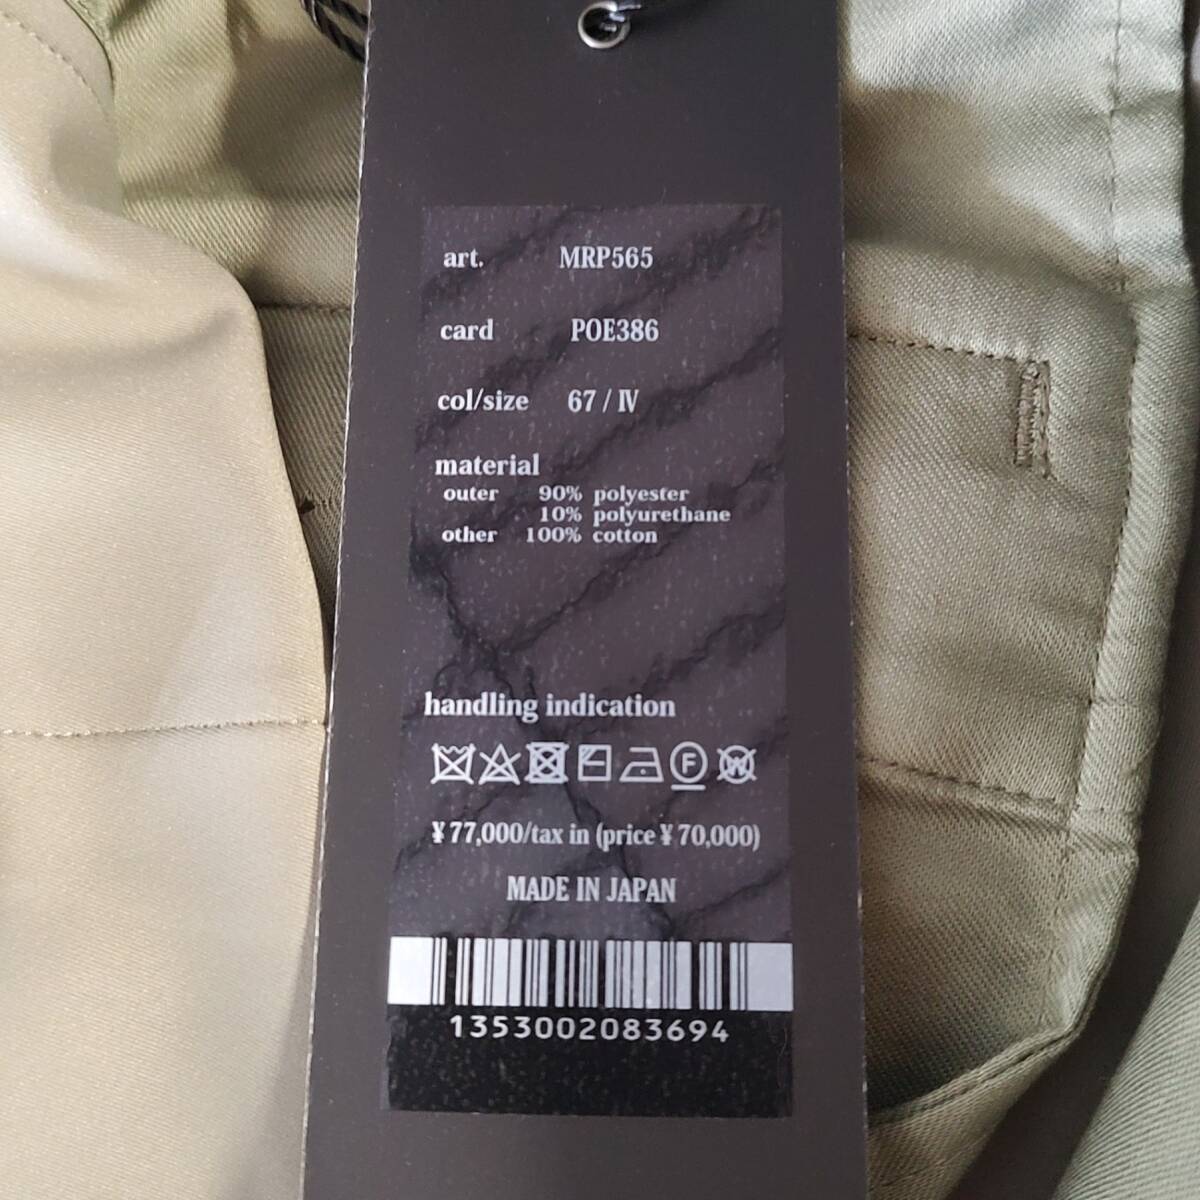 art. MRP565
card POE386
col/size 67 / Ⅳ
material
outer 90% polyester
10% polyurethane
other 100% cotton
handling indication
F W
¥77,000/tax in (price ¥70,000)
MADE IN JAPAN
1353002083694